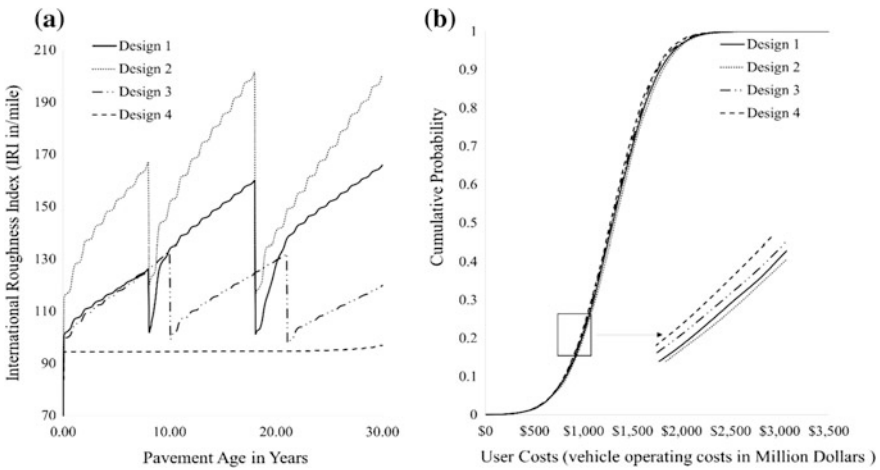 (a)
International Roughness Index (IRI in/mile)
210
190
170
150
130
110
90
70
Design 1
Design 2
Design 3
Design 4
0.00
10.00
20.00
30.00
Pavement Age in Years
(b)
Cumulative Probability
1
0.9
0.8
0.7
0.6
0.5
0.4
0.3
0.2
0.1
0
Design 1
Design 2
Design 3
Design 4
$0
$500
$1,000
$1,500
$2,000
$2,500
$3,000
$3,500
User Costs (vehicle operating costs in Million Dollars )